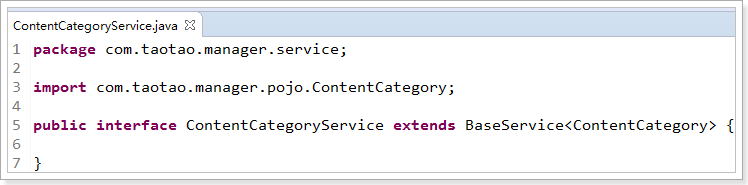 ContentCategoryService.java
1 package com.taotao.manager.service;
2
3 import com.taotao.manager.pojo.ContentCategory;
4
5 public interface ContentCategoryService extends BaseService<ContentCategory> {
6
7 }